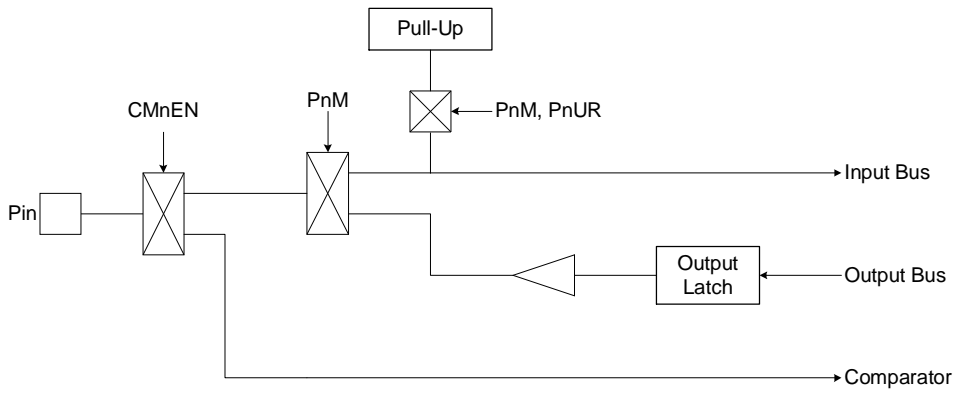 Pull-Up
CMnEN
PnM
PnM, PnUR
Input Bus
Pin
Output
Latch
Output Bus
Comparator